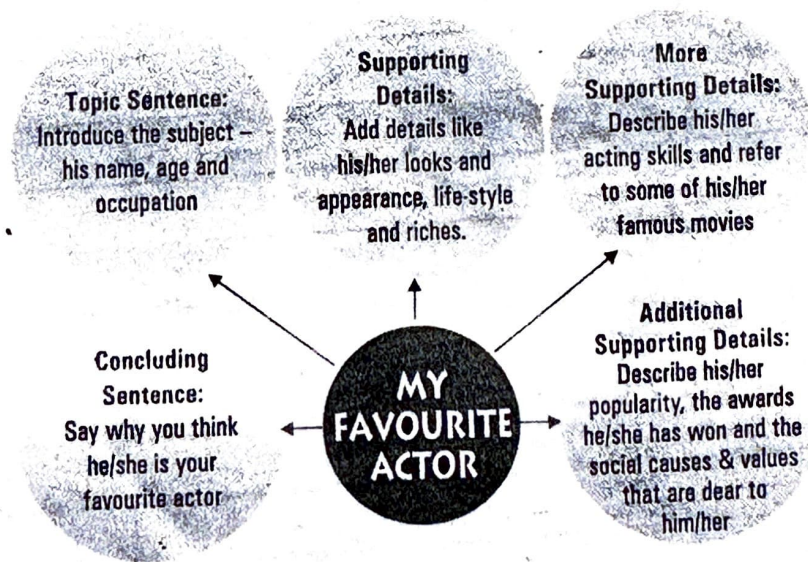 Topic Sentence:
Introduce the subject –
his name, age and
occupation
Supporting
Details:
Add details like
his/her looks and
appearance, life-style
and riches.
More
Supporting Details:
Describe his/her
acting skills and refer
to some of his/her
famous movies
Concluding
Sentence:
Say why you think
he/she is your
favourite actor
MY
FAVOURITE
ACTOR
Additional
Supporting Details:
Describe his/her
popularity, the awards
he/she has won and the
social causes & values
that are dear to
him/her